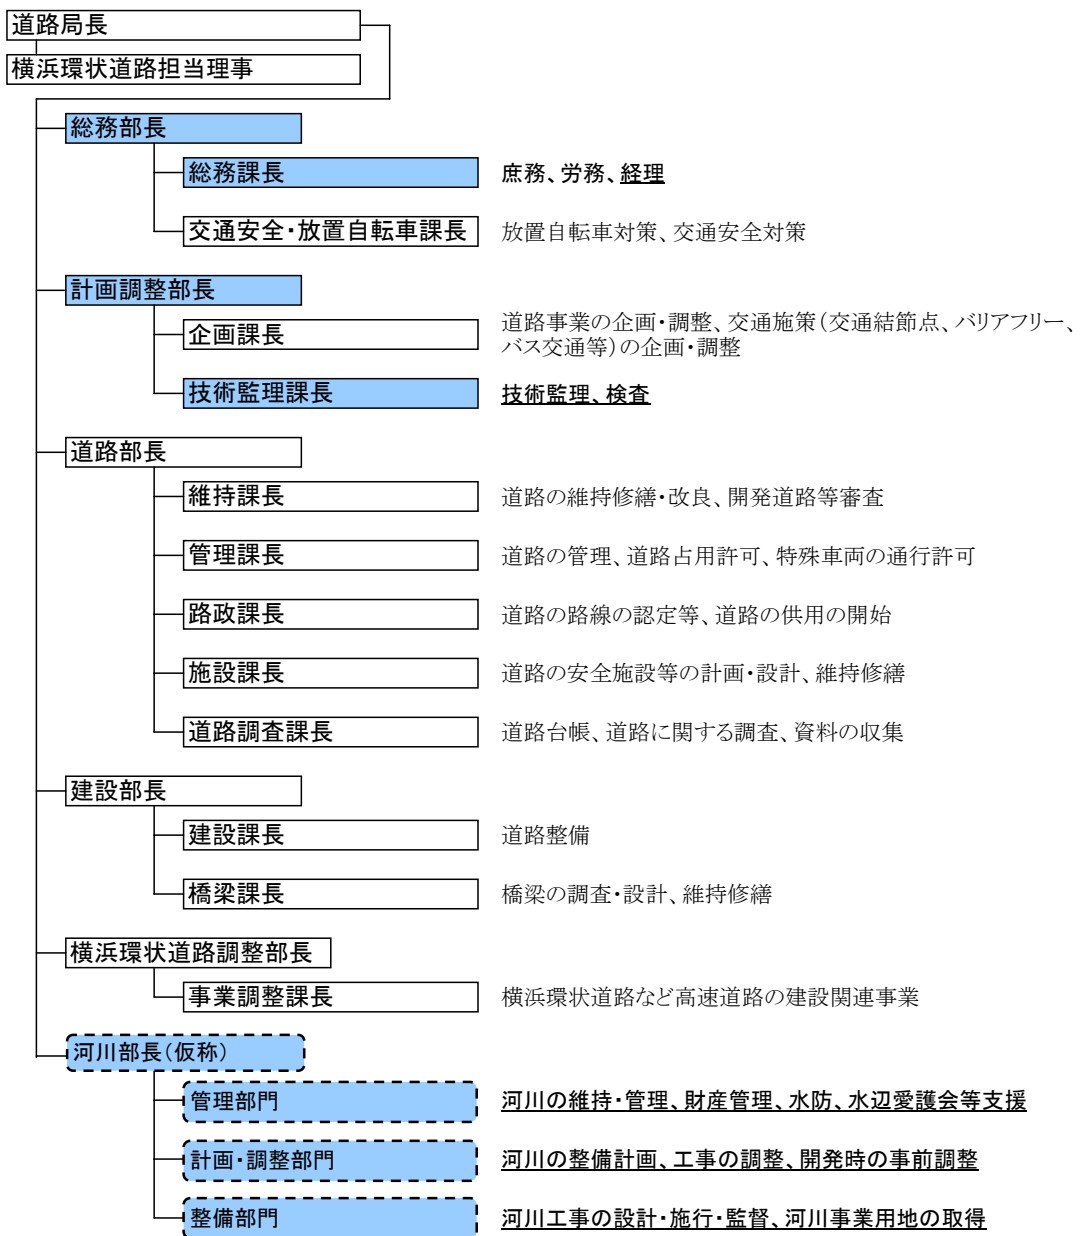 道路局長
横浜環状道路担当理事
総務部長
総務課長 庶務、労務、経理
交通安全・放置自転車課長 放置自転車対策、交通安全対策
計画調整部長
企画課長 道路事業の企画・調整、交通施策(交通結節点、バリアフリー、
バス交通等)の企画・調整
技術監理課長 技術監理、検査
道路部長
維持課長 道路の維持修繕・改良、開発道路等審査
管理課長 道路の管理、道路占用許可、特殊車両の通行許可
路政課長 道路の路線の認定等、道路の供用の開始
施設課長 道路の安全施設等の計画・設計、維持修繕
道路調査課長 道路台帳、道路に関する調査、資料の収集
建設部長
建設課長 道路整備
橋梁課長 橋梁の調査・設計、維持修繕
横浜環状道路調整部長
事業調整課長 横浜環状道路など高速道路の建設関連事業
河川部長(仮称)
管理部門 河川の維持・管理、財産管理、水防、水辺愛護会等支援
計画・調整部門 河川の整備計画、工事の調整、開発時の事前調整
整備部門 河川工事の設計・施行・監督、河川事業用地の取得